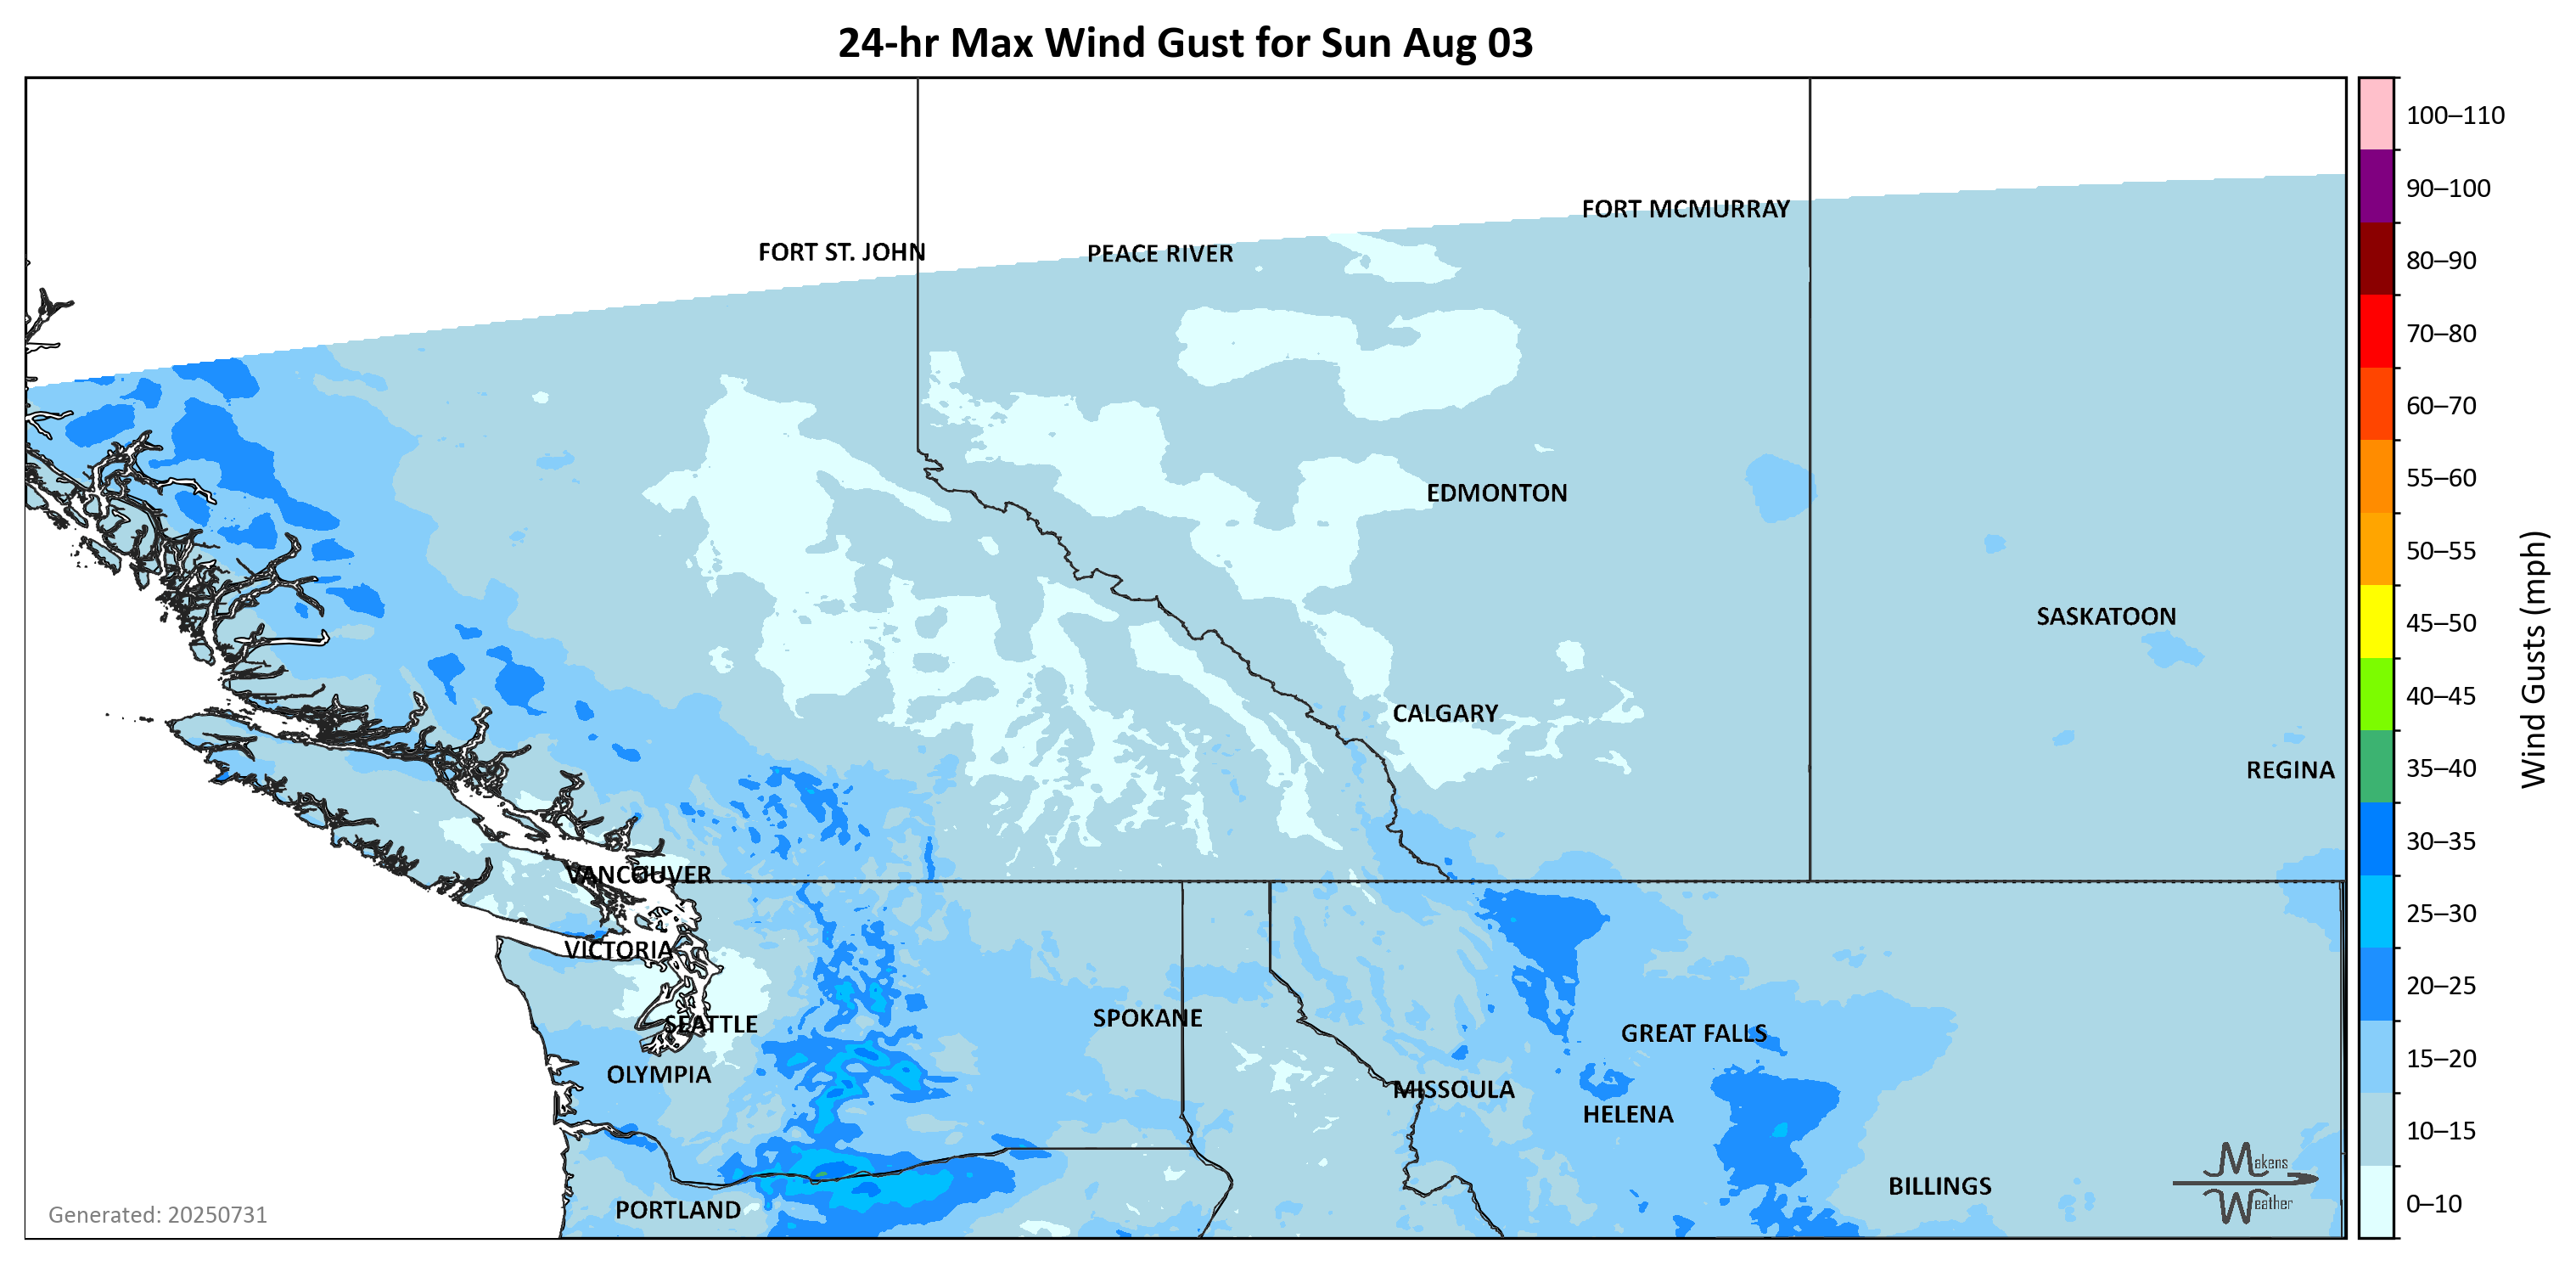 24-hr Max Wind Gust for Sun Aug 03
100–110
90–100
80–90
70–80
60–70
55–60
50–55
45–50
40–45
35–40
30–35
25–30
20–25
15–20
10–15
0–10
Wind Gusts (mph)
FORT MCMURRAY
FORT ST. JOHN
PEACE RIVER
EDMONTON
SASKATOON
CALGARY
REGINA
VANCOUVER
VICTORIA
SEATTLE
SPOKANE
GREAT FALLS
OLYMPIA
MISSOULA
HELENA
BILLINGS
PORTLAND
Makens
Weather
Generated: 20250731